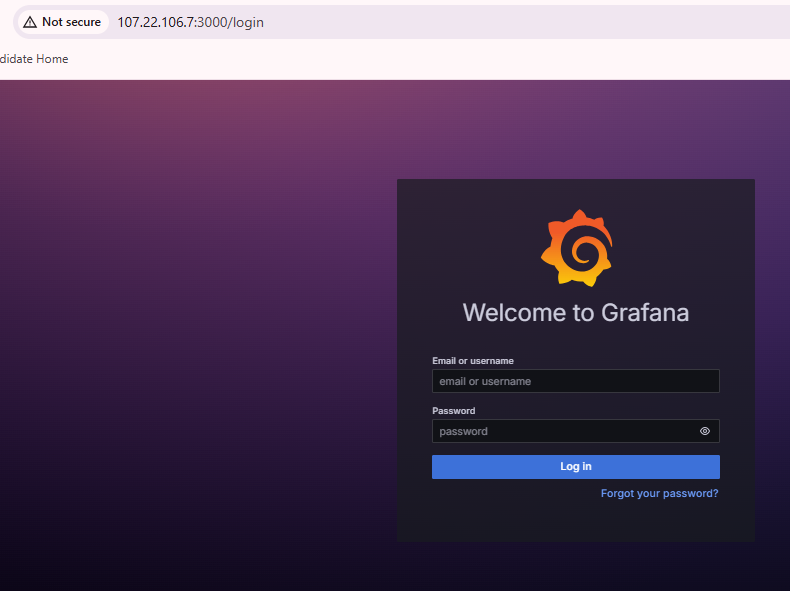 Not secure 107.22.106.7:3000/login
didate Home
Welcome to Grafana
Email or username
email or username
Password
password
Log in
Forgot your password?